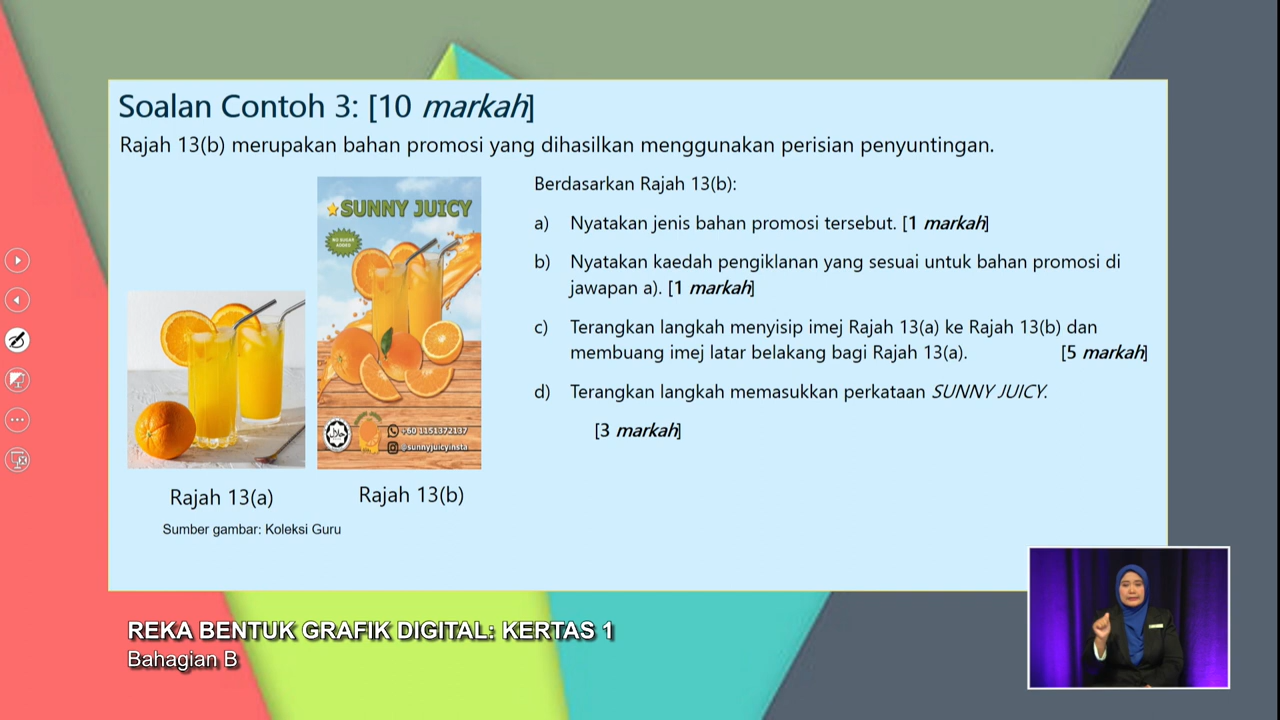 Soalan Contoh 3: [10 markah]
Rajah 13(b) merupakan bahan promosi yang dihasilkan menggunakan perisian penyuntingan.
SUNNY JUICY
NO SUGAR
ADDED
+60 1151372137
@sunnyjuicyinsta
Rajah 13(a)
Rajah 13(b)
Sumber gambar: Koleksi Guru
Berdasarkan Rajah 13(b):
a) Nyatakan jenis bahan promosi tersebut. [1 markah]
b) Nyatakan kaedah pengiklanan yang sesuai untuk bahan promosi di
jawapan a). [1 markah]
c) Terangkan langkah menyisip imej Rajah 13(a) ke Rajah 13(b) dan
membuang imej latar belakang bagi Rajah 13(a). [5 markah]
d) Terangkan langkah memasukkan perkataan SUNNY JUICY.
[3 markah]
REKA BENTUK GRAFIK DIGITAL: KERTAS 1
Bahagian B